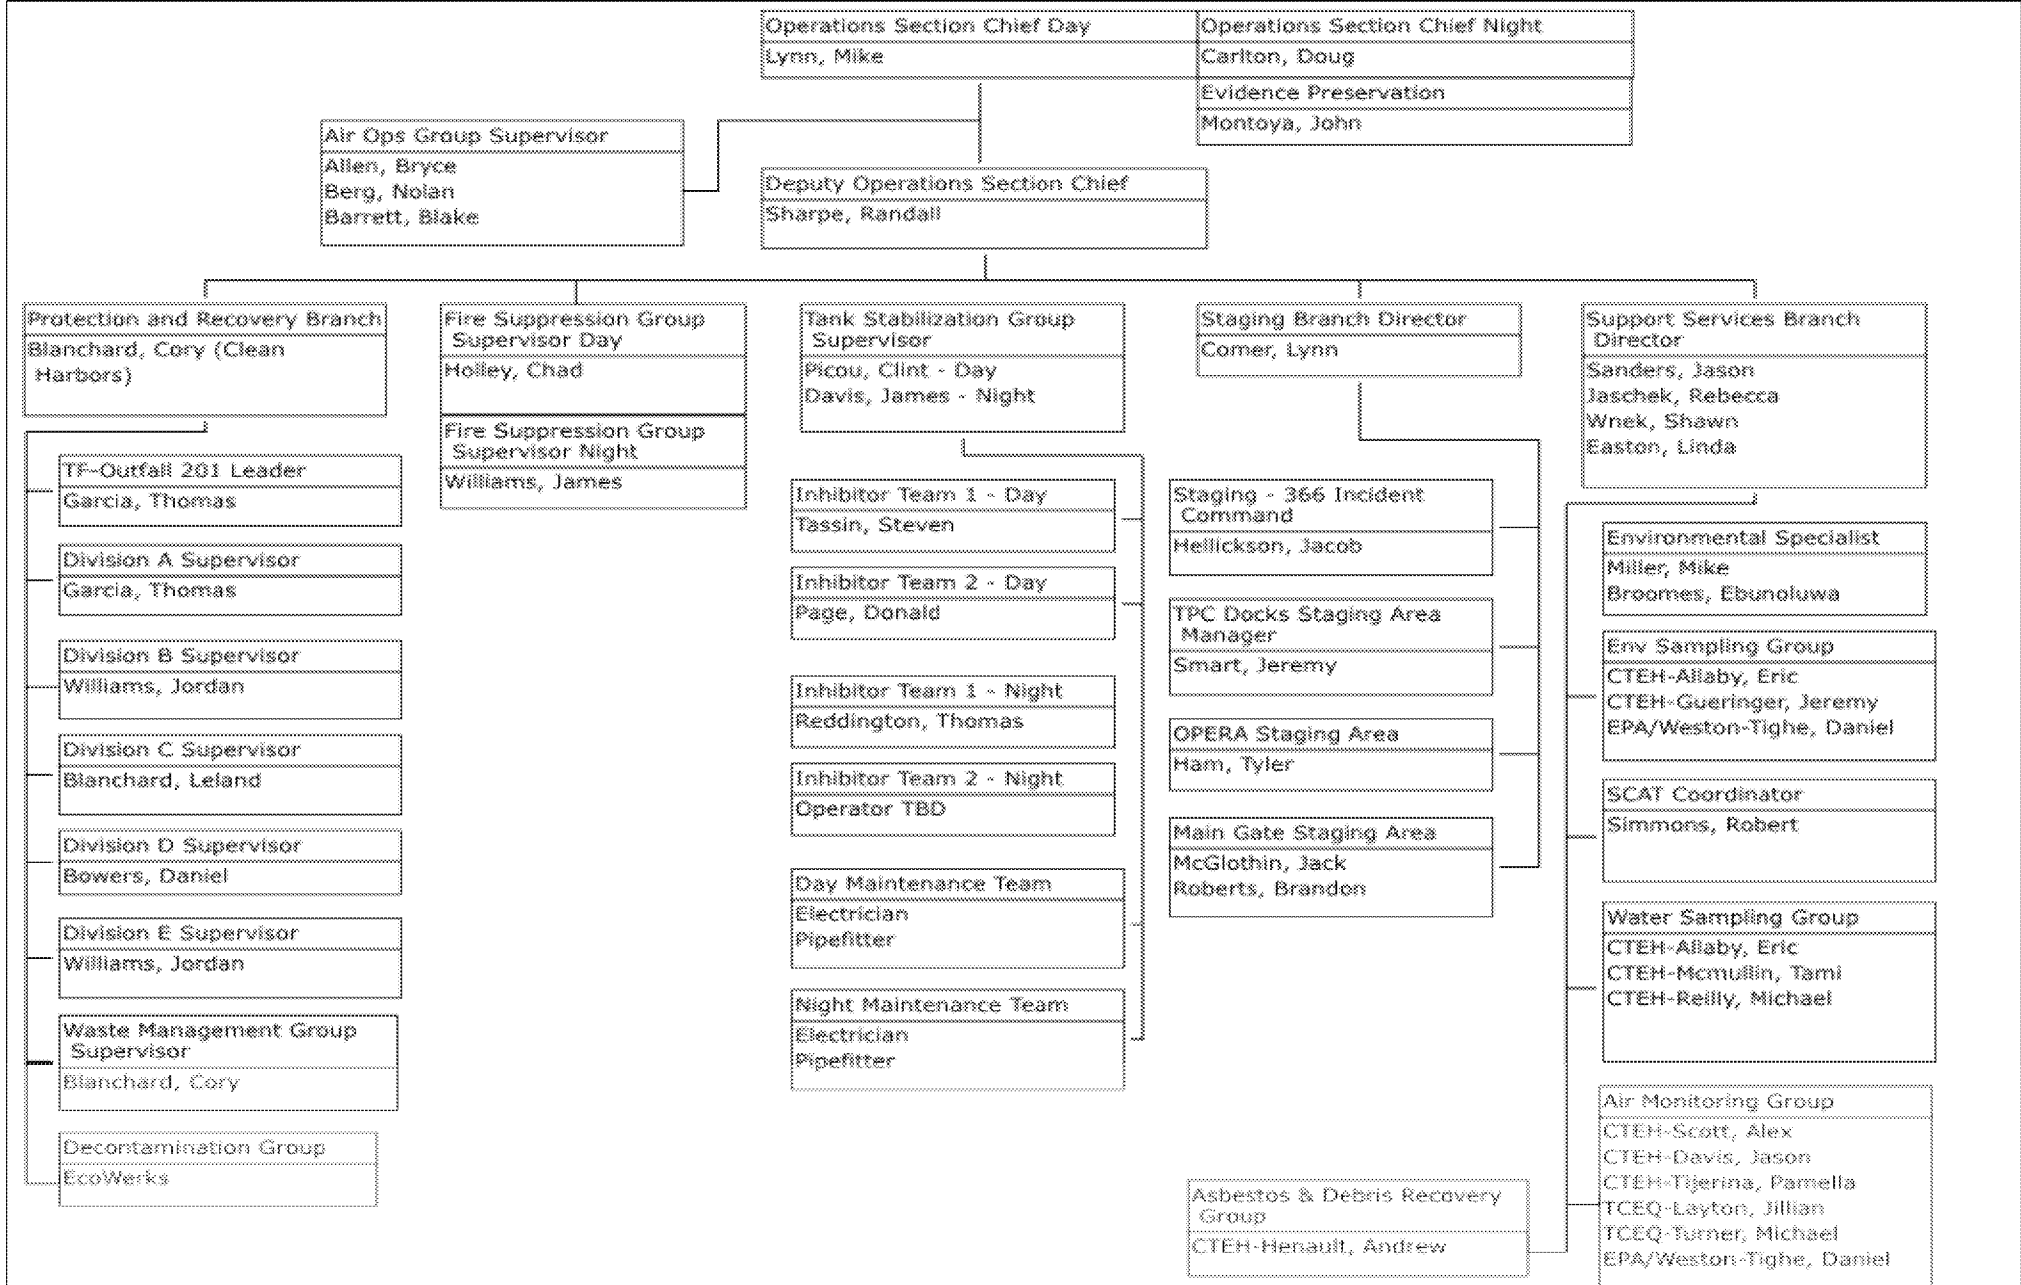 Operations Section Chief Day
Lynn, Mike
Operations Section Chief Night
Carlton, Doug
Evidence Preservation
Montoya, John
Air Ops Group Supervisor
Allen, Bryce
Berg, Nolan
Barrett, Blake
Deputy Operations Section Chief
Sharpe, Randall
Protection and Recovery Branch
Blanchard, Cory (Clean
Harbors)
TF-Outfall 201 Leader
Garcia, Thomas
Division A Supervisor
Garcia, Thomas
Division B Supervisor
Williams, Jordan
Division C Supervisor
Blanchard, Leland
Division D Supervisor
Bowers, Daniel
Division E Supervisor
Williams, Jordan
Waste Management Group
Supervisor
Blanchard, Cory
Decontamination Group
EcoWerks
Fire Suppression Group
Supervisor Day
Holley, Chad
Fire Suppression Group
Supervisor Night
Williams, James
Tank Stabilization Group
Supervisor
Picou, Clint - Day
Davis, James - Night
Inhibitor Team 1 - Day
Tassin, Steven
Inhibitor Team 2 - Day
Page, Donald
Inhibitor Team 1 - Night
Reddington, Thomas
Inhibitor Team 2 - Night
Operator TBD
Day Maintenance Team
Electrician
Pipefitter
Night Maintenance Team
Electrician
Pipefitter
Staging Branch Director
Comer, Lynn
Staging - 366 Incident
Command
Hellickson, Jacob
TPC Docks Staging Area
Manager
Smart, Jeremy
OPERA Staging Area
Ham, Tyler
Main Gate Staging Area
McGlothin, Jack
Roberts, Brandon
Support Services Branch
Director
Sanders, Jason
Jaschek, Rebecca
Wnek, Shawn
Easton, Linda
Environmental Specialist
Miller, Mike
Broomes, Ebunoluwa
Env Sampling Group
CTEH-Allaby, Eric
CTEH-Gueringer, Jeremy
EPA/Weston-Tighe, Daniel
SCAT Coordinator
Simmons, Robert
Water Sampling Group
CTEH-Allaby, Eric
CTEH-Mcmullin, Tami
CTEH-Reilly, Michael
Air Monitoring Group
CTEH-Scott, Alex
CTEH-Davis, Jason
CTEH-Tijerina, Pamella
TCEQ-Layton, Jillian
TCEQ-Turner, Michael
EPA/Weston-Tighe, Daniel
Asbestos & Debris Recovery
Group
CTEH-Henault, Andrew